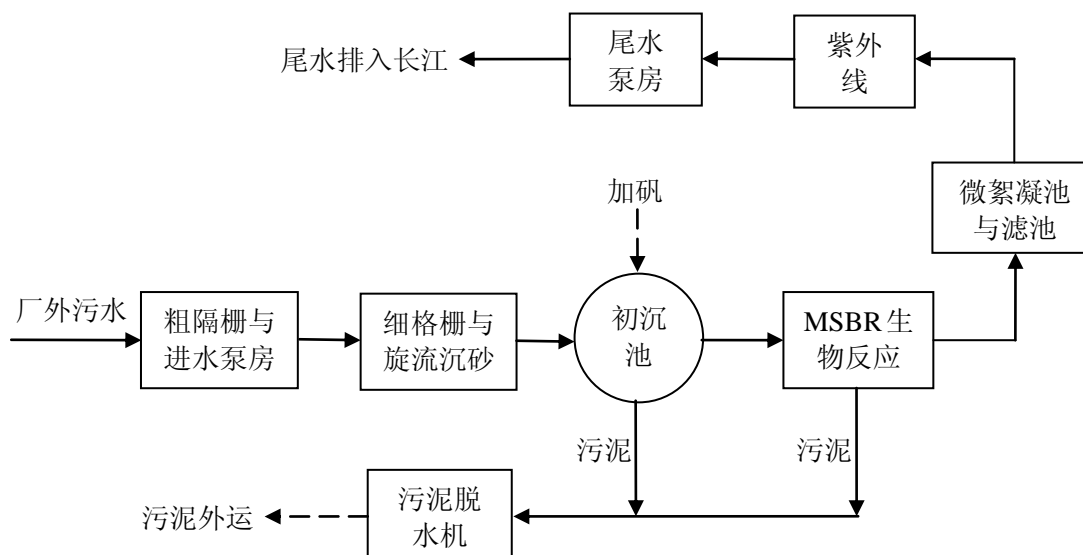 尾水排入长江
尾水
泵房
紫外
线
加矾
微絮凝池
与滤池
厂外污水
粗隔栅与
进水泵房
细格栅与
旋流沉砂
初沉
池
MSBR生
物反应
污泥
污泥
污泥外运
污泥脱
水机